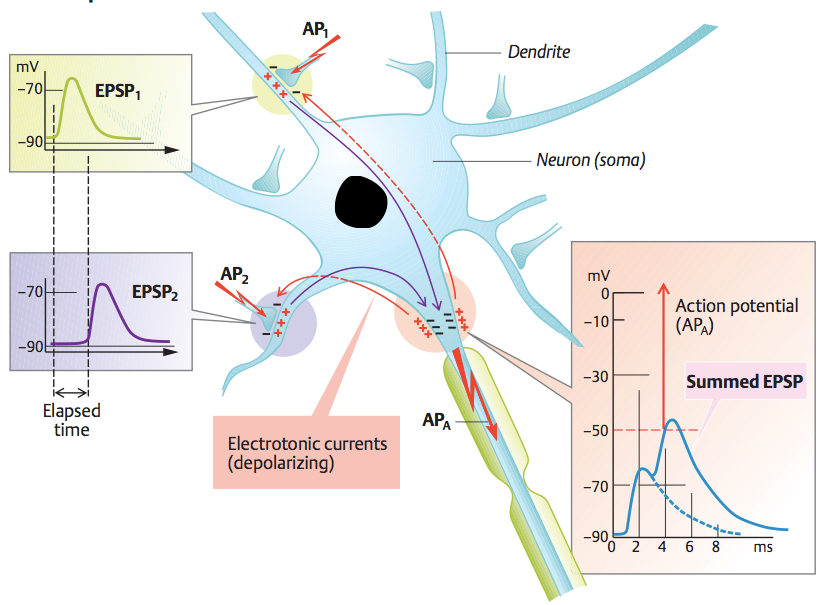 AP1
Dendrite
mV
–70
EPSP1
–90
Neuron (soma)
AP2
–70
EPSP2
–90
Elapsed
time
Electrotonic currents
(depolarizing)
APA
mV
0
–10
–30
–50
–70
–90
Action potential
(APA)
Summed EPSP
0 2 4 6 8 ms